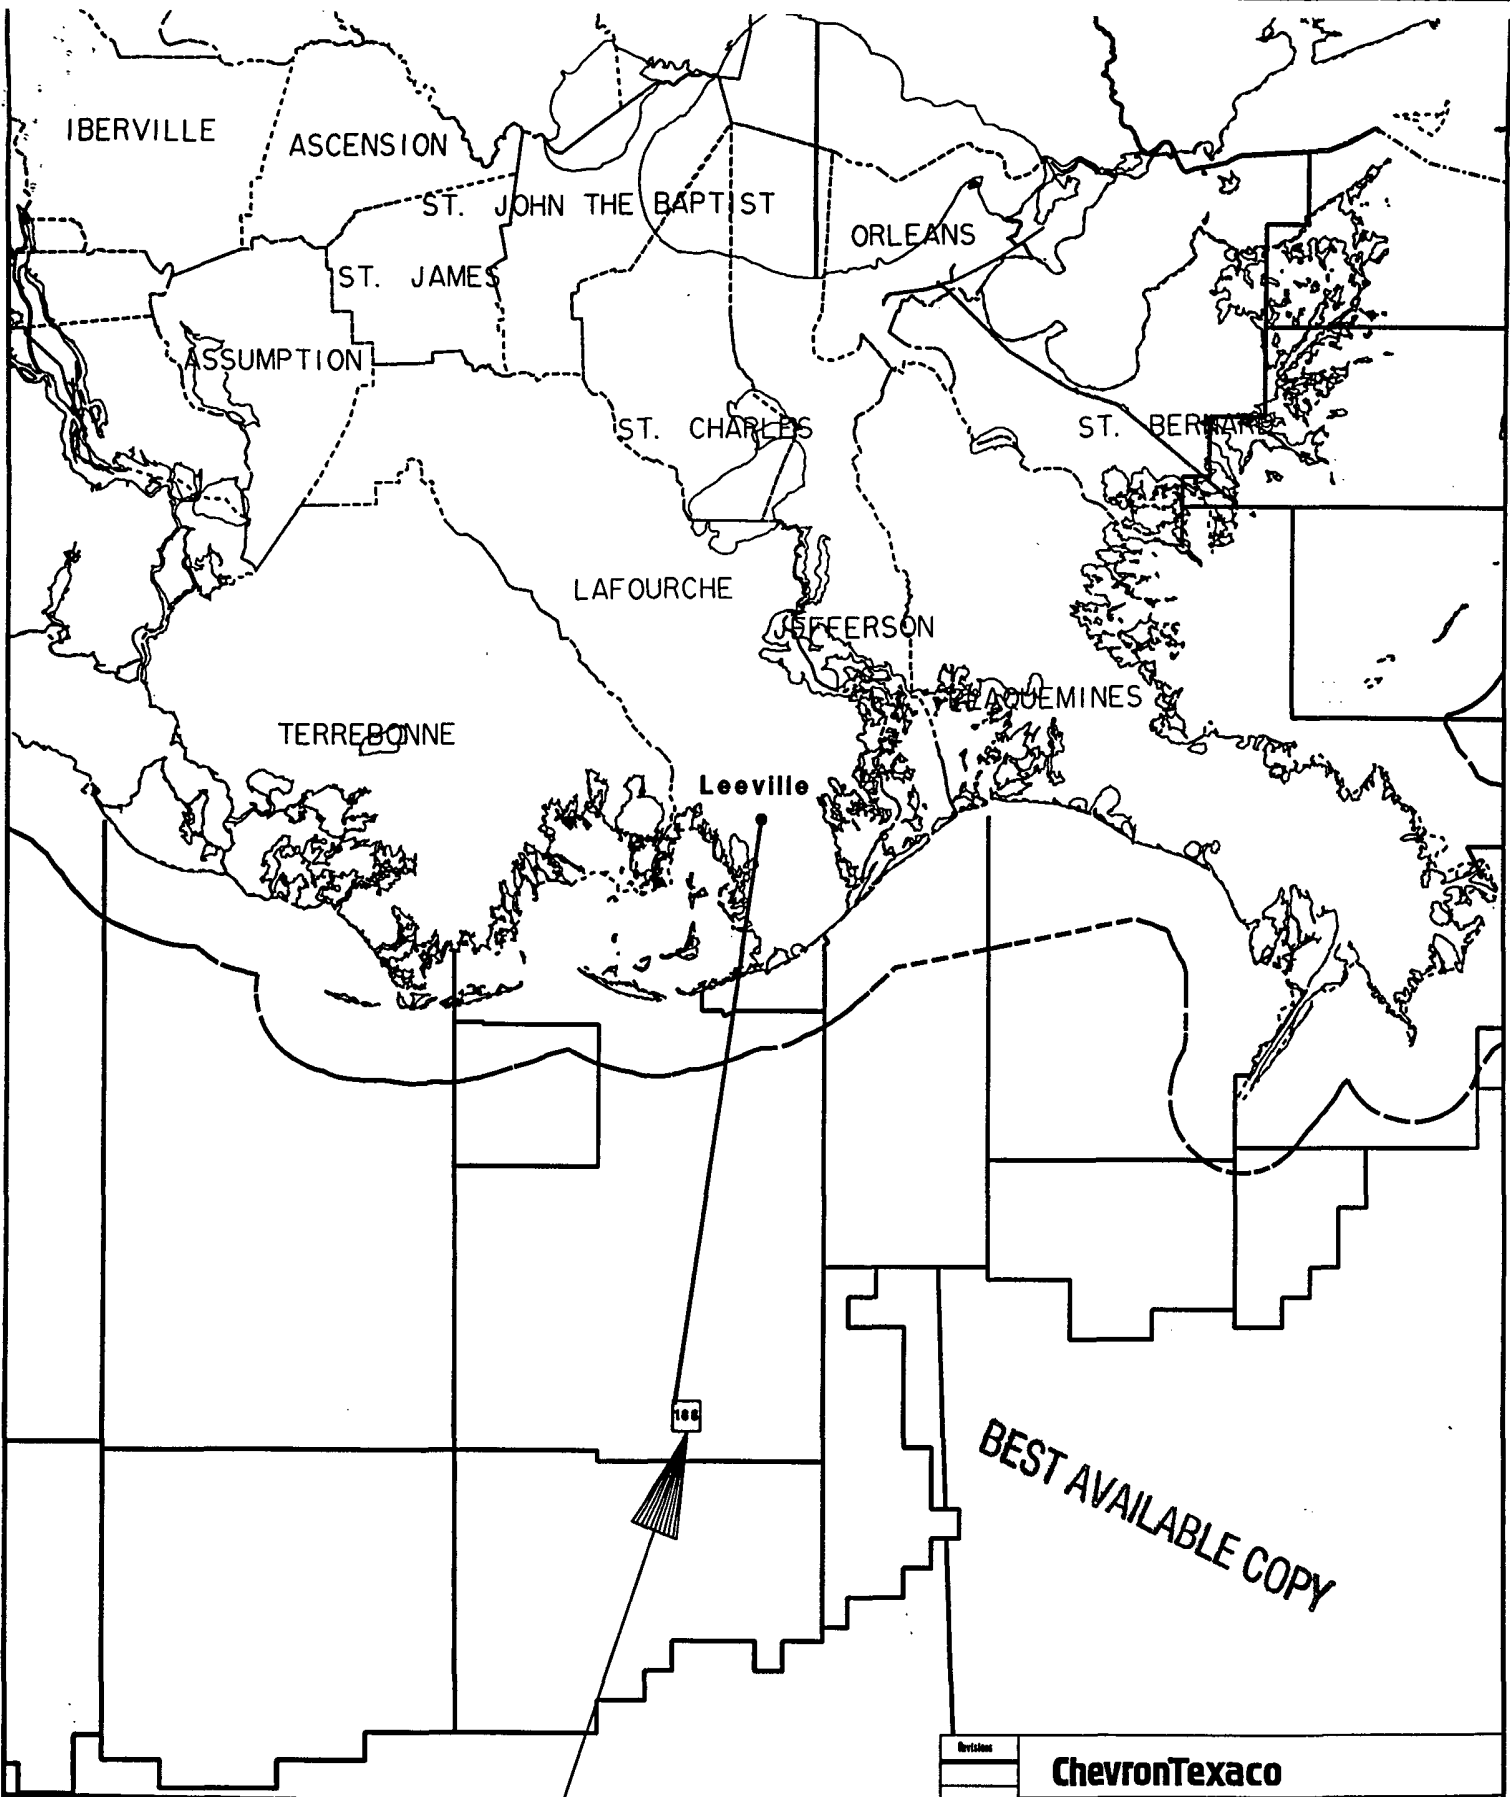 IBERVILLE
ASCENSION
ST. JOHN THE BAPTIST
ORLEANS
ST. JAMES
ASSUMPTION
ST. CHARLES
ST. BERNARD
LAFOURCHE
JEFFERSON
PLAQUEMINES
TERREBONNE
Leeville
BEST AVAILABLE COPY
Revisions
ChevronTexaco